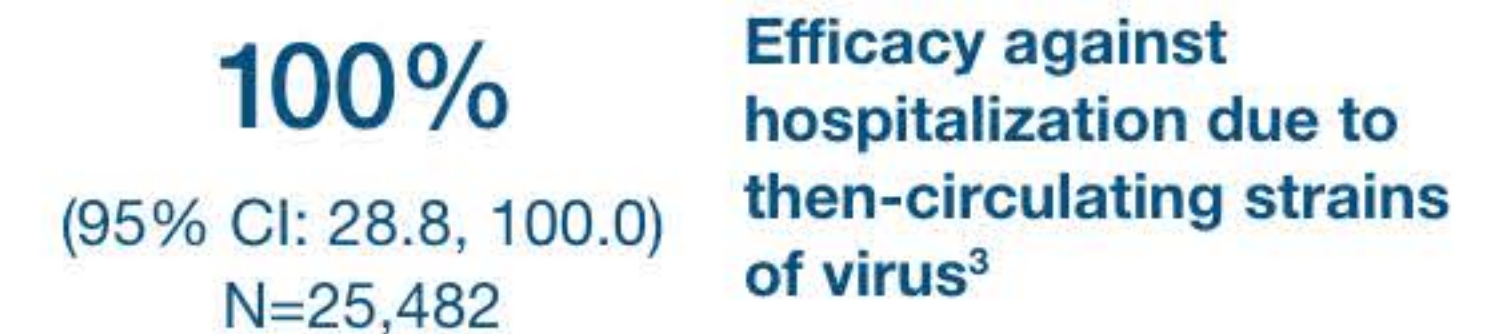 100%
(95% CI: 28.8, 100.0)
N=25,482
Efficacy against
hospitalization due to
then-circulating strains
of virus³